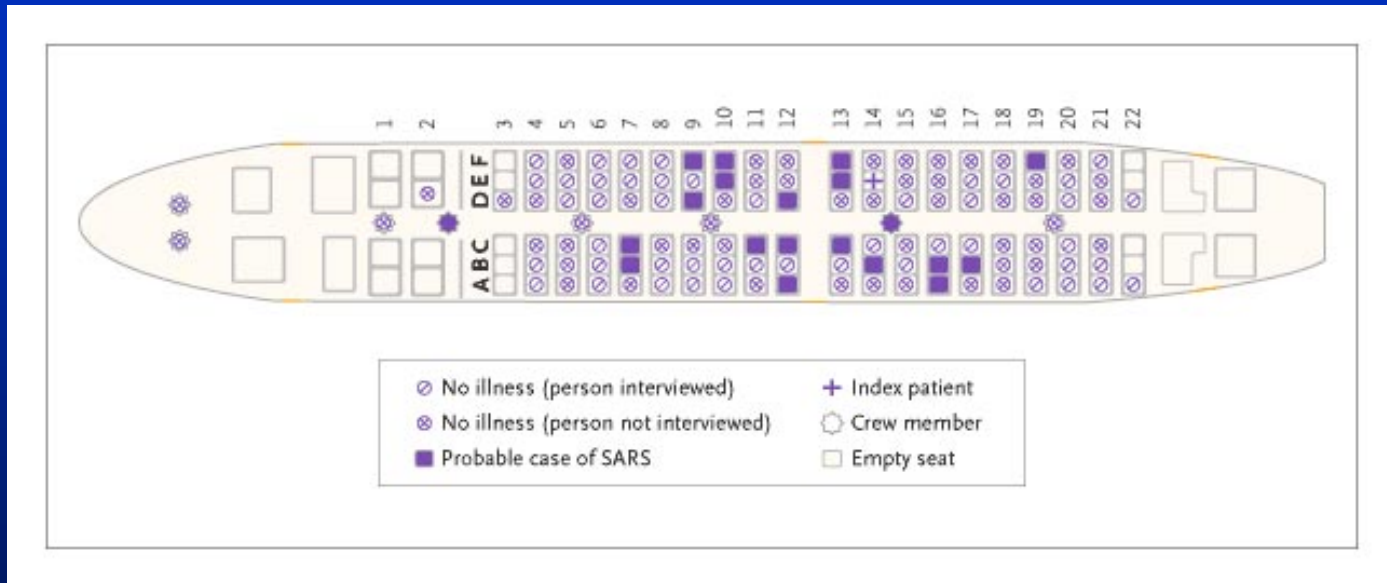 1 2 3 4 5 6 7 8 9 10 11 12 13 14 15 16 17 18 19 20 21 22
D E F
A B C
No illness (person interviewed)
No illness (person not interviewed)
Probable case of SARS
Index patient
Crew member
Empty seat